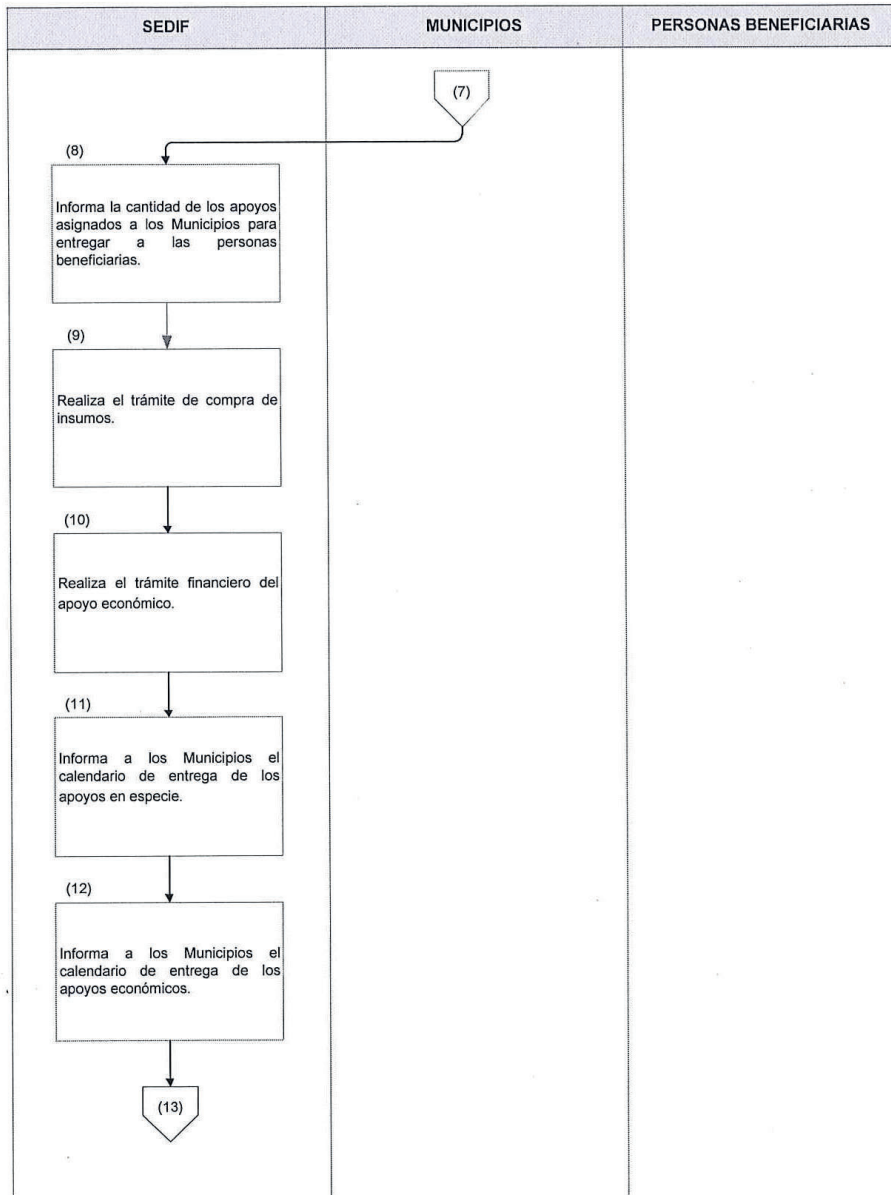 SEDIF
MUNICIPIOS
PERSONAS BENEFICIARIAS
(7)
(8)
Informa la cantidad de los apoyos
asignados a los Municipios para
entregar a las personas
beneficiarias.
(9)
Realiza el trámite de compra de
insumos.
(10)
Realiza el trámite financiero del
apoyo económico.
(11)
Informa a los Municipios el
calendario de entrega de los
apoyos en especie.
(12)
Informa a los Municipios el
calendario de entrega de los
apoyos económicos.
(13)